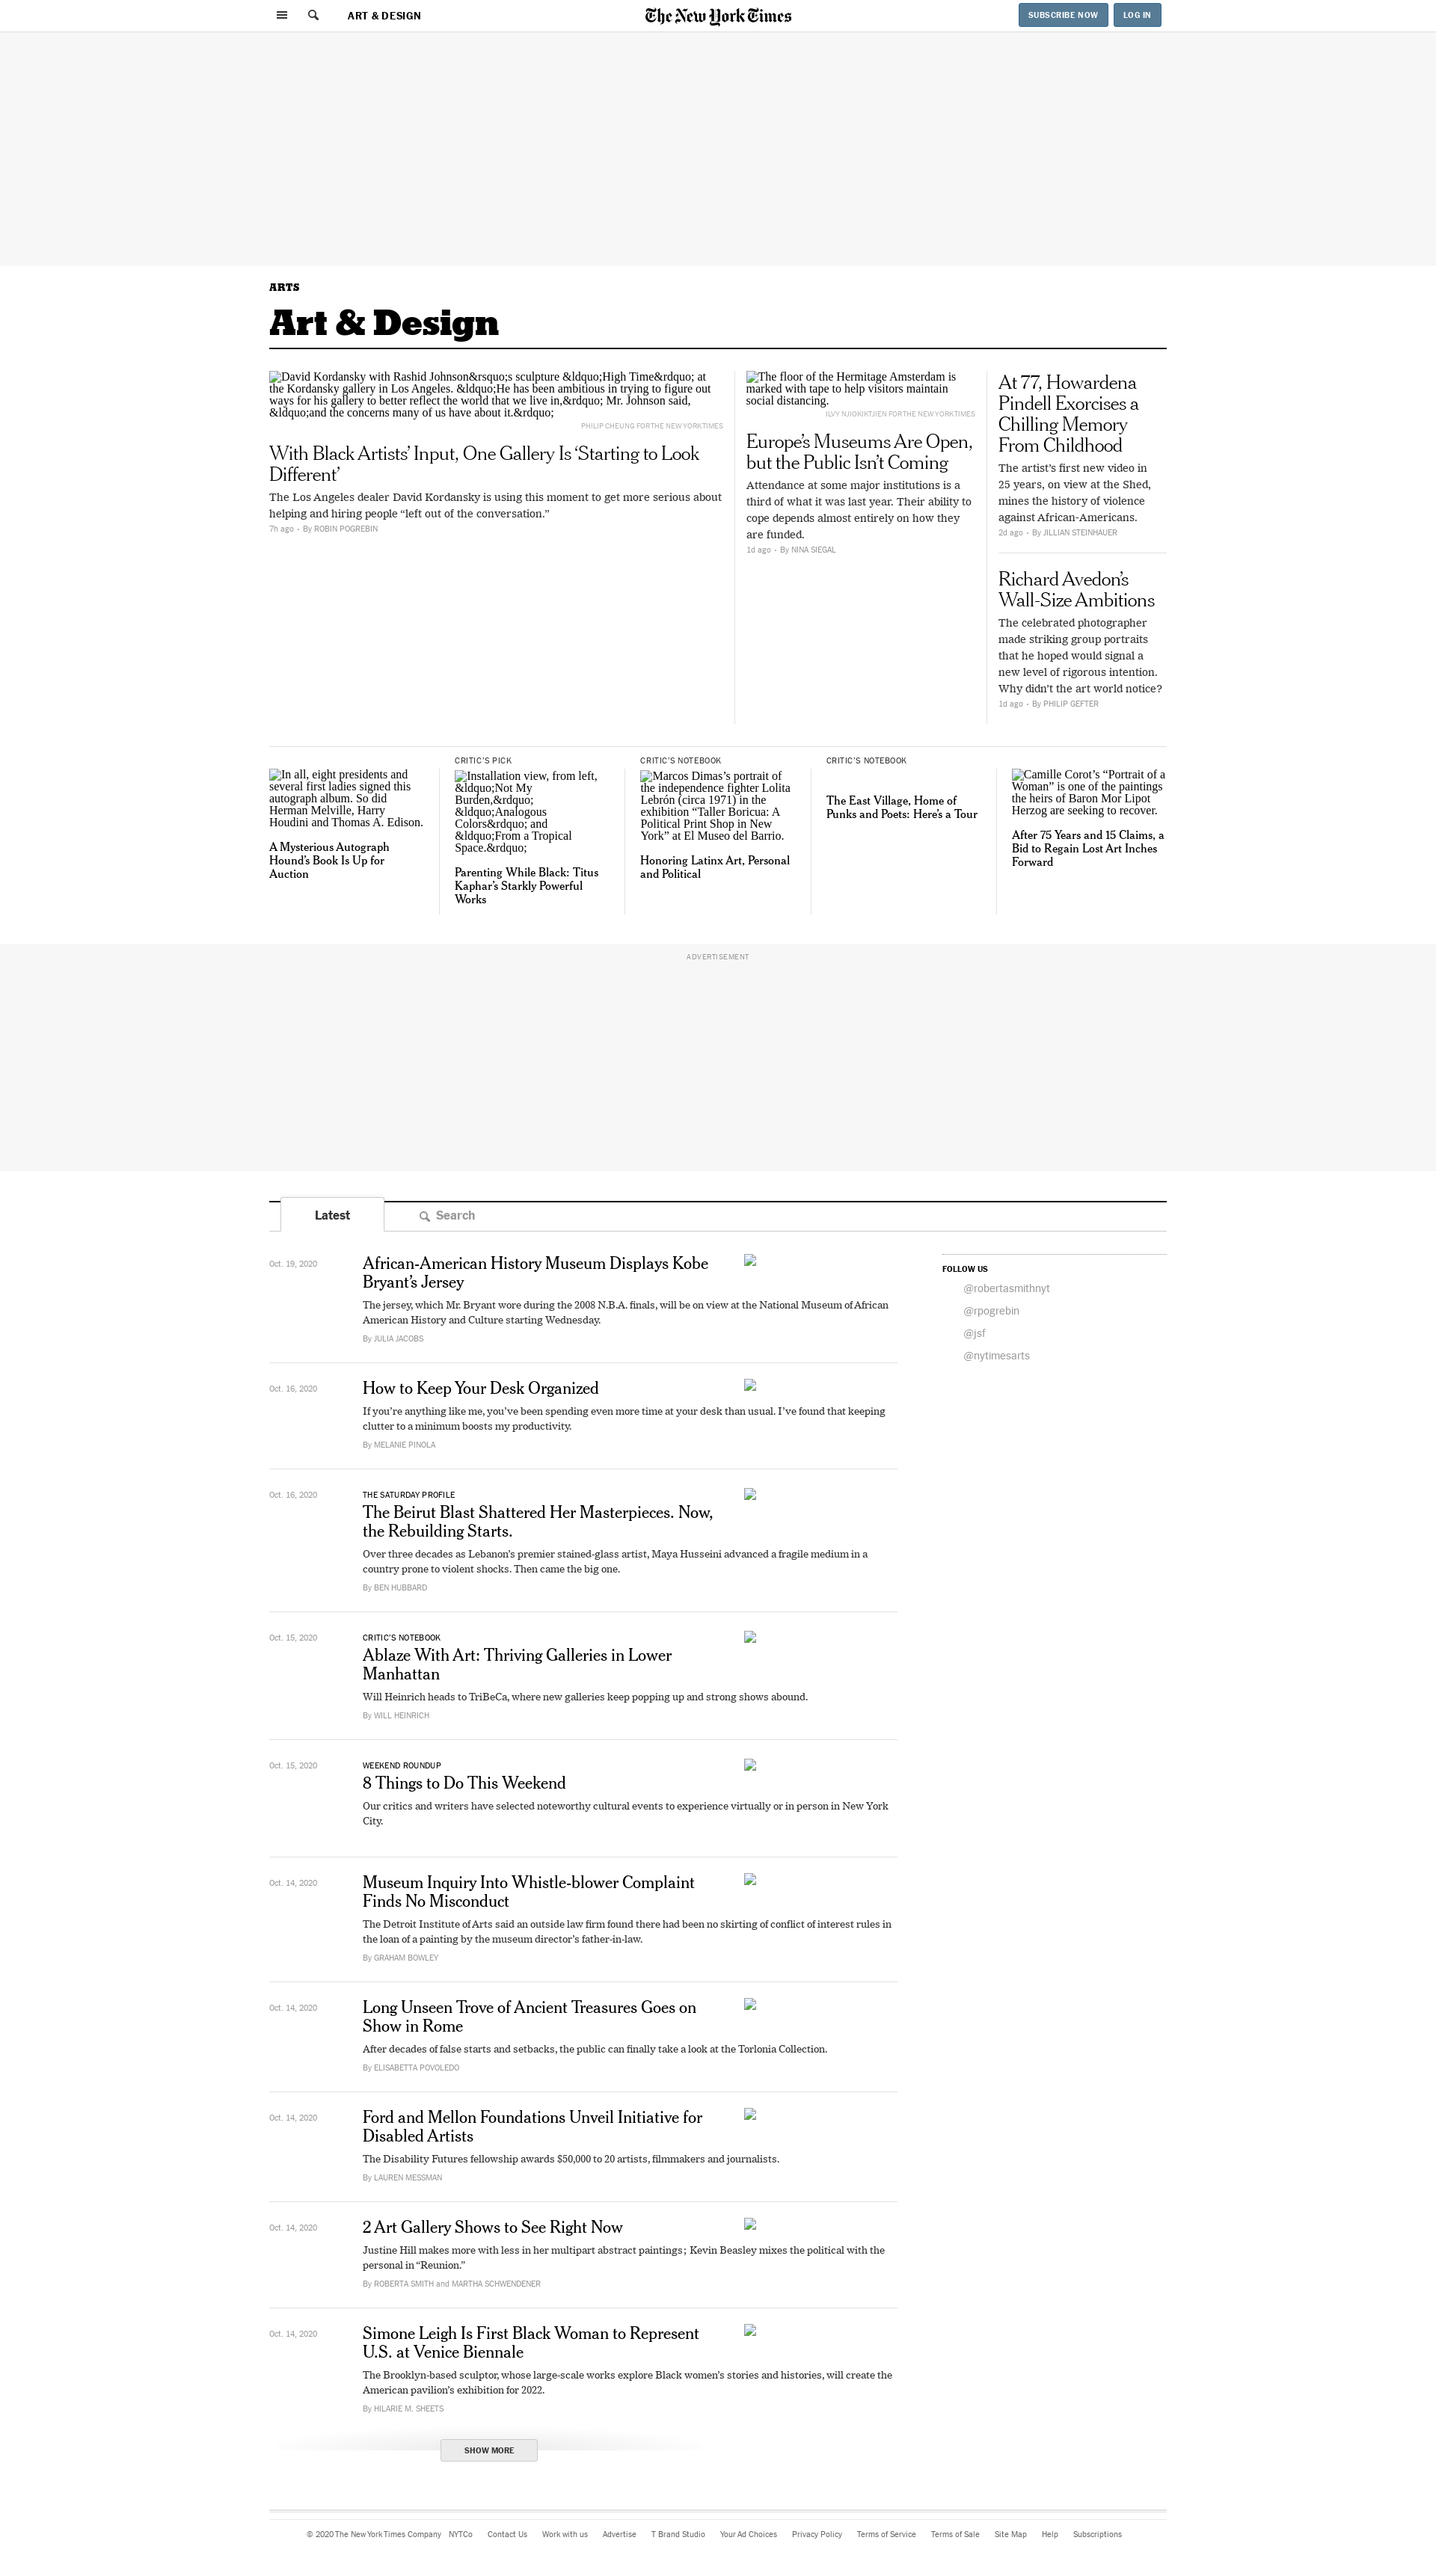 ART & DESIGN
The New York Times
SUBSCRIBE NOW
LOG IN
ARTS
Art & Design
David Kordansky with Rashid Johnson&rsquo;s sculpture &ldquo;High Time&rdquo; at
the Kordansky gallery in Los Angeles. &ldquo;He has been ambitious in trying to figure out
ways for his gallery to better reflect the world that we live in,&rdquo; Mr. Johnson said,
&ldquo;and the concerns many of us have about it.&rdquo;
PHILIP CHEUNG FOR THE NEW YORK TIMES
With Black Artists’ Input, One Gallery Is ‘Starting to Look
Different’
The Los Angeles dealer David Kordansky is using this moment to get more serious about
helping and hiring people “left out of the conversation.”
7h ago • By ROBIN POGREBIN
The floor of the Hermitage Amsterdam is
marked with tape to help visitors maintain
social distancing.
ILVY NJIOKIKTJIEN FOR THE NEW YORK TIMES
Europe’s Museums Are Open,
but the Public Isn’t Coming
Attendance at some major institutions is a
third of what it was last year. Their ability to
cope depends almost entirely on how they
are funded.
1d ago • By NINA SIEGAL
At 77, Howardena
Pindell Exorcises a
Chilling Memory
From Childhood
The artist’s first new video in
25 years, on view at the Shed,
mines the history of violence
against African-Americans.
2d ago • By JILLIAN STEINHAUER
Richard Avedon’s
Wall-Size Ambitions
The celebrated photographer
made striking group portraits
that he hoped would signal a
new level of rigorous intention.
Why didn’t the art world notice?
1d ago • By PHILIP GEFTER
In all, eight presidents and
several first ladies signed this
autograph album. So did
Herman Melville, Harry
Houdini and Thomas A. Edison.
A Mysterious Autograph
Hound’s Book Is Up for
Auction
CRITIC’S PICK
Installation view, from left,
&ldquo;Not My
Burden,&rdquo;
&ldquo;Analogous
Colors&rdquo; and
&ldquo;From a Tropical
Space.&rdquo;
Parenting While Black: Titus
Kaphar’s Starkly Powerful
Works
CRITIC’S NOTEBOOK
Marcos Dimas’s portrait of
the independence fighter Lolita
Lebrón (circa 1971) in the
exhibition “Taller Boricua: A
Political Print Shop in New
York” at El Museo del Barrio.
Honoring Latinx Art, Personal
and Political
CRITIC’S NOTEBOOK
The East Village, Home of
Punks and Poets: Here’s a Tour
Camille Corot’s “Portrait of a
Woman” is one of the paintings
the heirs of Baron Mor Lipot
Herzog are seeking to recover.
After 75 Years and 15 Claims, a
Bid to Regain Lost Art Inches
Forward
ADVERTISEMENT
Latest
Search
Oct. 19, 2020
African-American History Museum Displays Kobe
Bryant’s Jersey
The jersey, which Mr. Bryant wore during the 2008 N.B.A. finals, will be on view at the National Museum of African
American History and Culture starting Wednesday.
By JULIA JACOBS
FOLLOW US
@robertasmithnyt
@rpogrebin
@jsf
@nytimesarts
Oct. 16, 2020
How to Keep Your Desk Organized
If you’re anything like me, you’ve been spending even more time at your desk than usual. I’ve found that keeping
clutter to a minimum boosts my productivity.
By MELANIE PINOLA
Oct. 16, 2020
THE SATURDAY PROFILE
The Beirut Blast Shattered Her Masterpieces. Now,
the Rebuilding Starts.
Over three decades as Lebanon’s premier stained-glass artist, Maya Husseini advanced a fragile medium in a
country prone to violent shocks. Then came the big one.
By BEN HUBBARD
Oct. 15, 2020
CRITIC’S NOTEBOOK
Ablaze With Art: Thriving Galleries in Lower
Manhattan
Will Heinrich heads to TriBeCa, where new galleries keep popping up and strong shows abound.
By WILL HEINRICH
Oct. 15, 2020
WEEKEND ROUNDUP
8 Things to Do This Weekend
Our critics and writers have selected noteworthy cultural events to experience virtually or in person in New York
City.
Oct. 14, 2020
Museum Inquiry Into Whistle-blower Complaint
Finds No Misconduct
The Detroit Institute of Arts said an outside law firm found there had been no skirting of conflict of interest rules in
the loan of a painting by the museum director’s father-in-law.
By GRAHAM BOWLEY
Oct. 14, 2020
Long Unseen Trove of Ancient Treasures Goes on
Show in Rome
After decades of false starts and setbacks, the public can finally take a look at the Torlonia Collection.
By ELISABETTA POVOLEDO
Oct. 14, 2020
Ford and Mellon Foundations Unveil Initiative for
Disabled Artists
The Disability Futures fellowship awards $50,000 to 20 artists, filmmakers and journalists.
By LAUREN MESSMAN
Oct. 14, 2020
2 Art Gallery Shows to See Right Now
Justine Hill makes more with less in her multipart abstract paintings; Kevin Beasley mixes the political with the
personal in “Reunion.”
By ROBERTA SMITH and MARTHA SCHWENDENER
Oct. 14, 2020
Simone Leigh Is First Black Woman to Represent
U.S. at Venice Biennale
The Brooklyn-based sculptor, whose large-scale works explore Black women’s stories and histories, will create the
American pavilion’s exhibition for 2022.
By HILARIE M. SHEETS
SHOW MORE
© 2020 The New York Times Company NYTCo Contact Us Work with us Advertise T Brand Studio Your Ad Choices Privacy Policy Terms of Service Terms of Sale Site Map Help Subscriptions